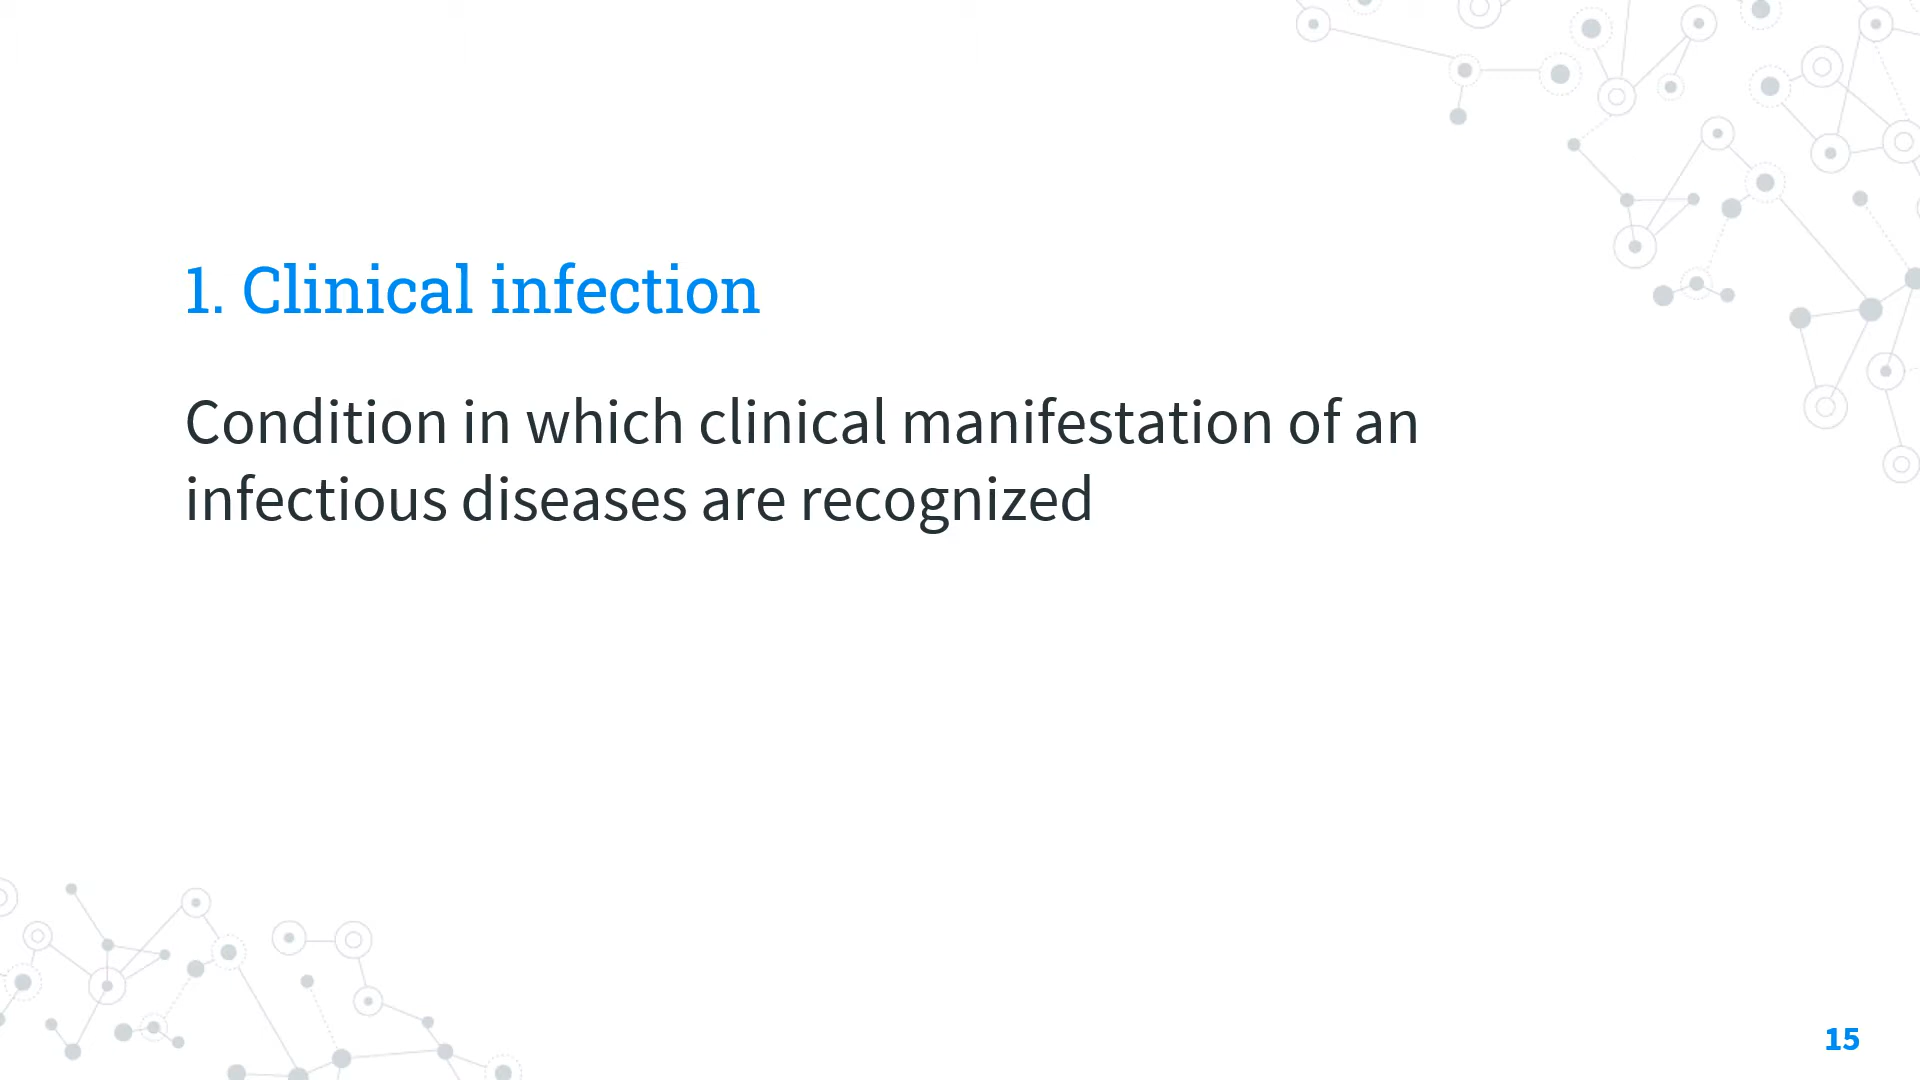 1. Clinical infection
Condition in which clinical manifestation of an
infectious diseases are recognized
15